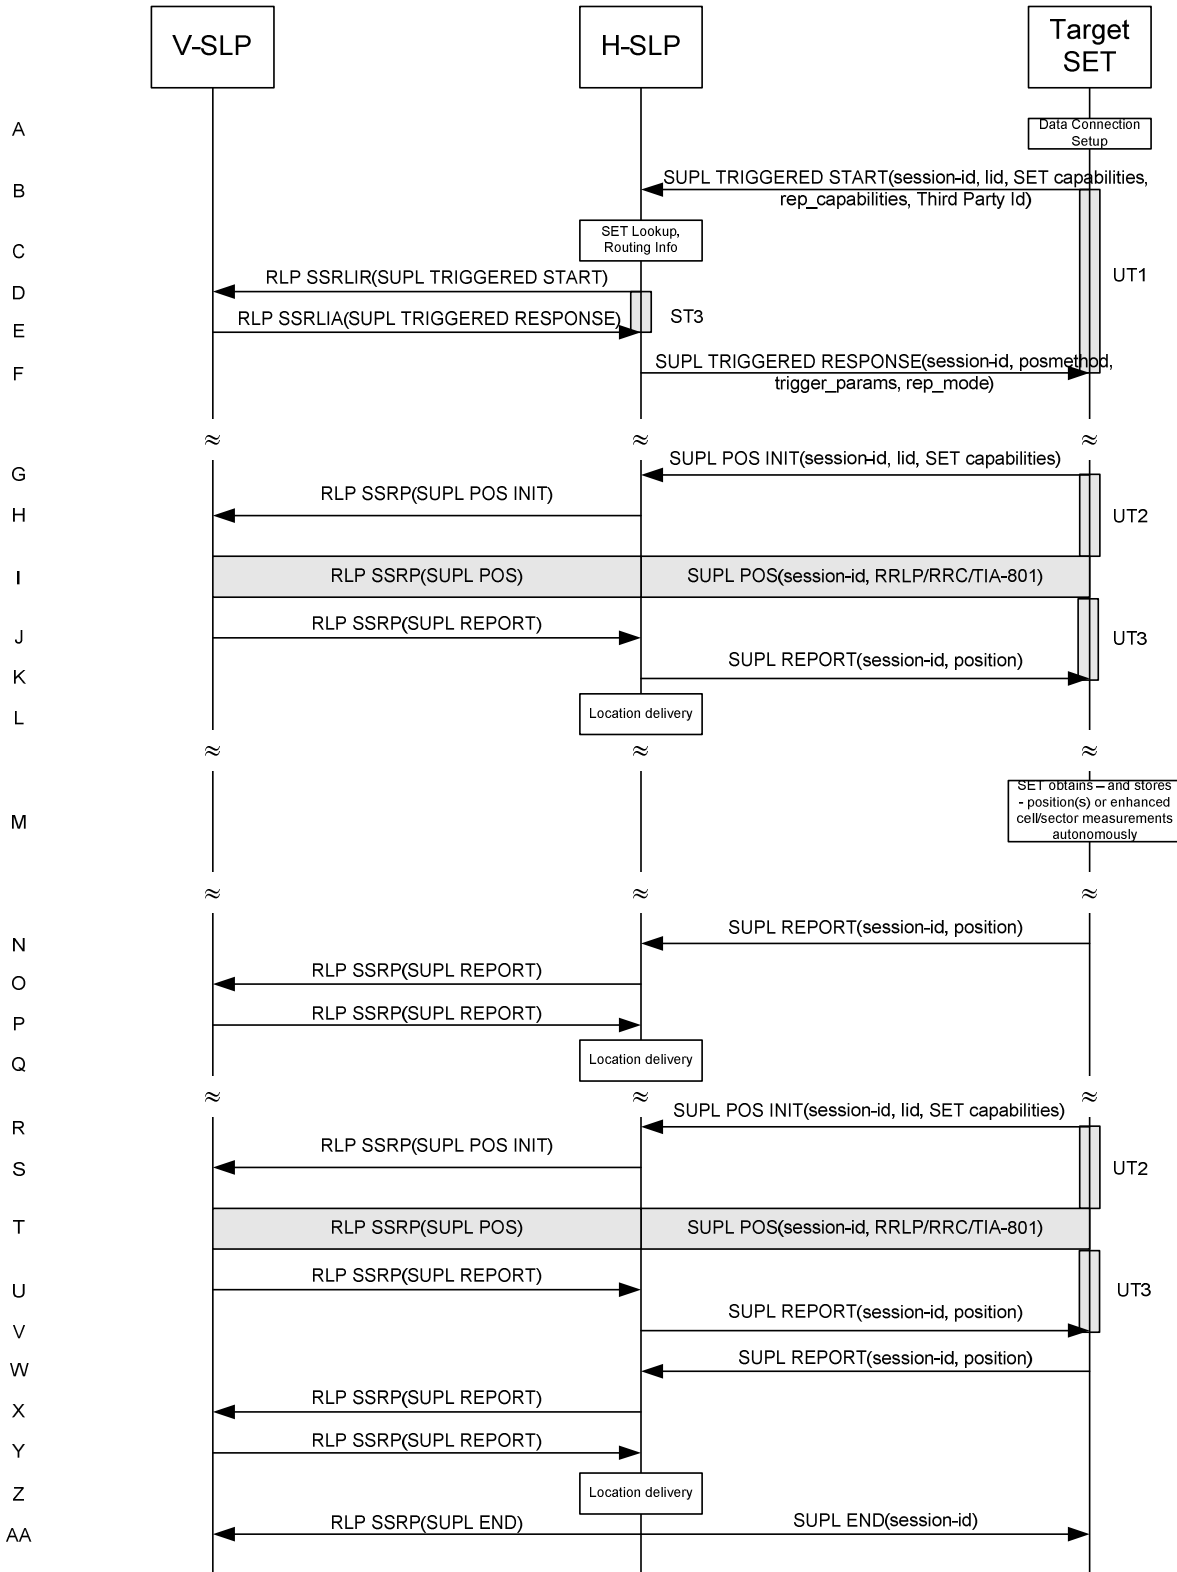 V-SLP
H-SLP
Target
SET
A
Data Connection
Setup
B
SUPL TRIGGERED START(session-id, lid, SET capabilities,
rep_capabilities, Third Party Id)
C
SET Lookup,
Routing Info
UT1
D
RLP SSRLIR(SUPL TRIGGERED START)
E
RLP SSRLIA(SUPL TRIGGERED RESPONSE)
ST3
F
SUPL TRIGGERED RESPONSE(session-id, posmethod,
trigger_params, rep_mode)
≈ ≈ ≈
G
SUPL POS INIT(session-id, lid, SET capabilities)
H
RLP SSRP(SUPL POS INIT)
UT2
I
RLP SSRP(SUPL POS)
SUPL POS(session-id, RRLP/RRC/TIA-801)
J
RLP SSRP(SUPL REPORT)
UT3
K
SUPL REPORT(session-id, position)
L
Location delivery
≈ ≈ ≈
M
SET obtains – and stores
- position(s) or enhanced
cell/sector measurements
autonomously
≈ ≈ ≈
N
SUPL REPORT(session-id, position)
O
RLP SSRP(SUPL REPORT)
P
RLP SSRP(SUPL REPORT)
Q
Location delivery
≈ ≈ ≈
R
SUPL POS INIT(session-id, lid, SET capabilities)
S
RLP SSRP(SUPL POS INIT)
UT2
T
RLP SSRP(SUPL POS)
SUPL POS(session-id, RRLP/RRC/TIA-801)
U
RLP SSRP(SUPL REPORT)
UT3
V
SUPL REPORT(session-id, position)
W
SUPL REPORT(session-id, position)
X
RLP SSRP(SUPL REPORT)
Y
RLP SSRP(SUPL REPORT)
Z
Location delivery
AA
RLP SSRP(SUPL END)
SUPL END(session-id)